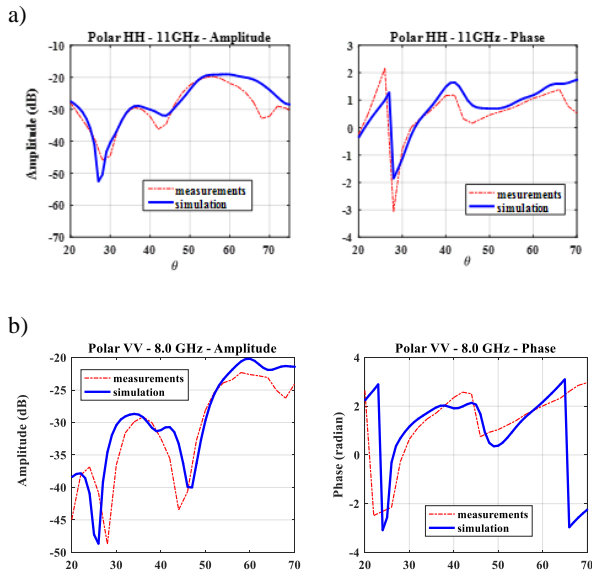 a)
Polar HH - 11GHz - Amplitude
Amplitude (dB)
-10
-20
-30
-40
-50
-60
-70
20 30 40 50 60 70
θ
measurements
simulation
Polar HH - 11GHz - Phase
3
2
1
0
-1
-2
-3
-4
20 30 40 50 60 70
θ
mesurements
simulation
b)
Polar VV - 8.0 GHz - Amplitude
Amplitude (dB)
-20
-25
-30
-35
-40
-45
-50
20 30 40 50 60 70
measurements
simulation
Polar VV - 8.0 GHz - Phase
Phase (radian)
4
2
0
-2
-4
20 30 40 50 60 70
measurements
simulation